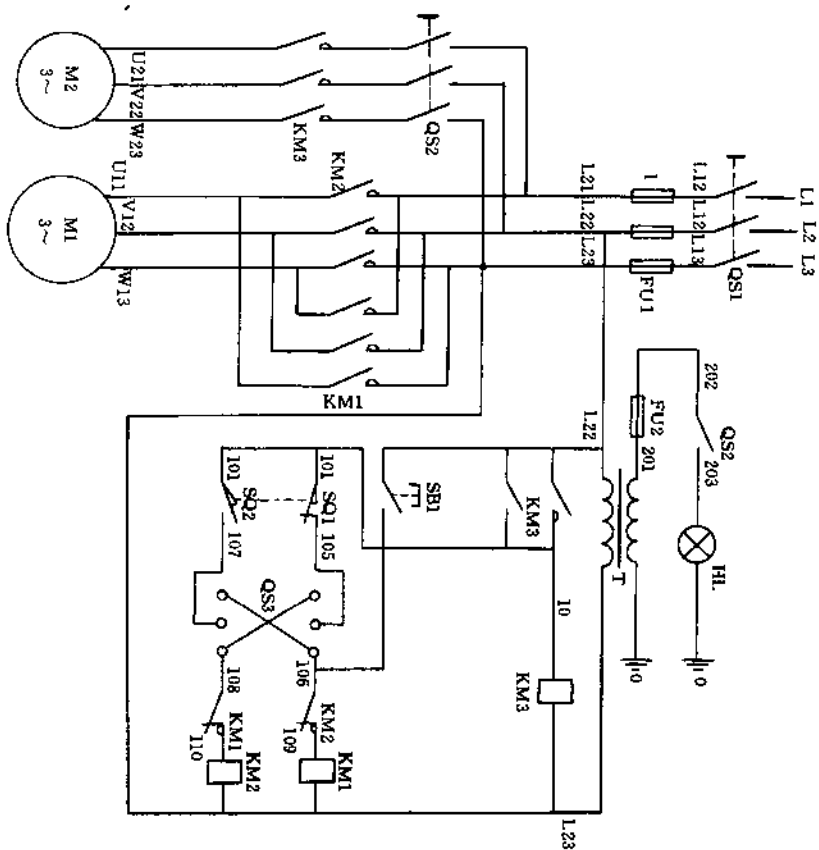 M2
3~
U21
V22
W23
KM3
QS2
M1
3~
U11
V12
W13
KM2
L21
L22
L23
1
FU1
L12
L12
L13
QS1
L1
L2
L3
KM1
L22
FU2
201
202
QS2
203
HL
T
0
0
101
SQ2
107
101
SQ1
105
SB1
KM3
10
KM3
QS3
108
106
KM1
110
KM2
109
KM2
KM1
L23